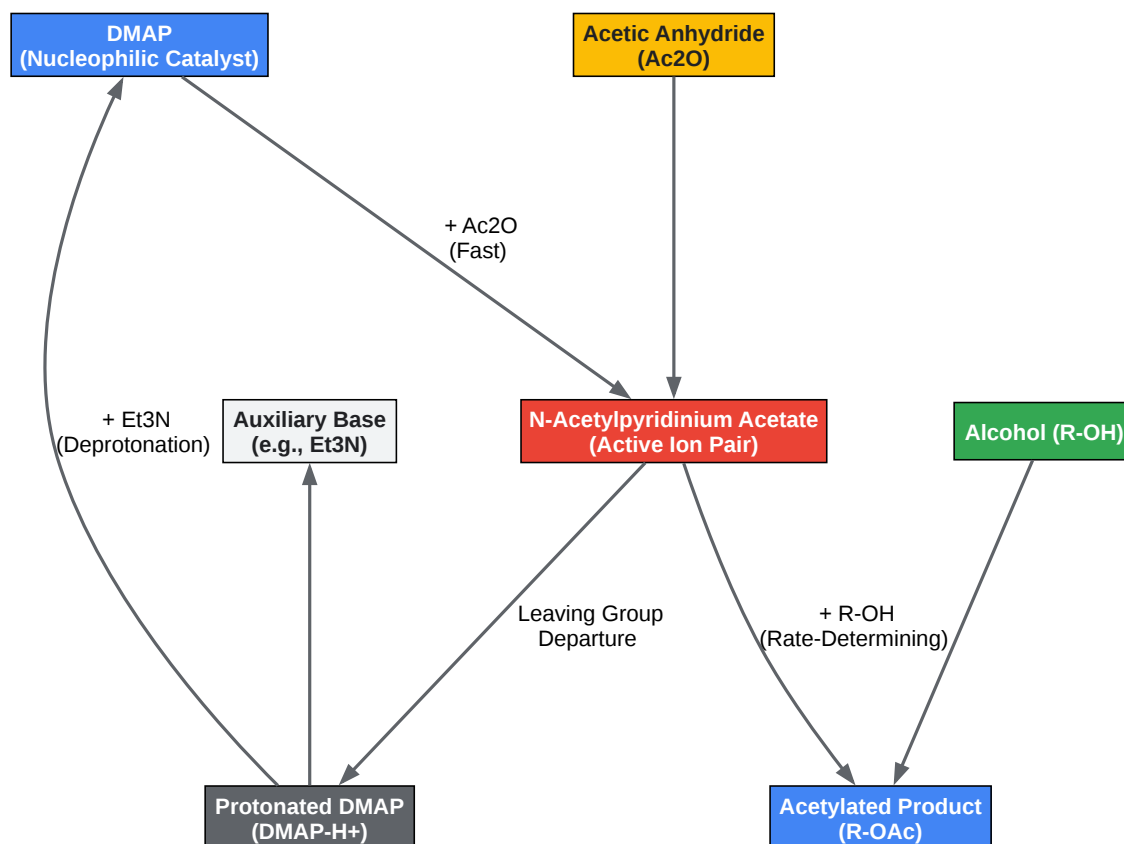 DMAP
(Nucleophilic Catalyst)
Acetic Anhydride
(Ac2O)
+ Ac2O
(Fast)
+ Et3N
(Deprotonation)
Auxiliary Base
(e.g., Et3N)
N-Acetylpyridinium Acetate
(Active Ion Pair)
Alcohol (R-OH)
Leaving Group
Departure
+ R-OH
(Rate-Determining)
Protonated DMAP
(DMAP-H+)
Acetylated Product
(R-OAc)